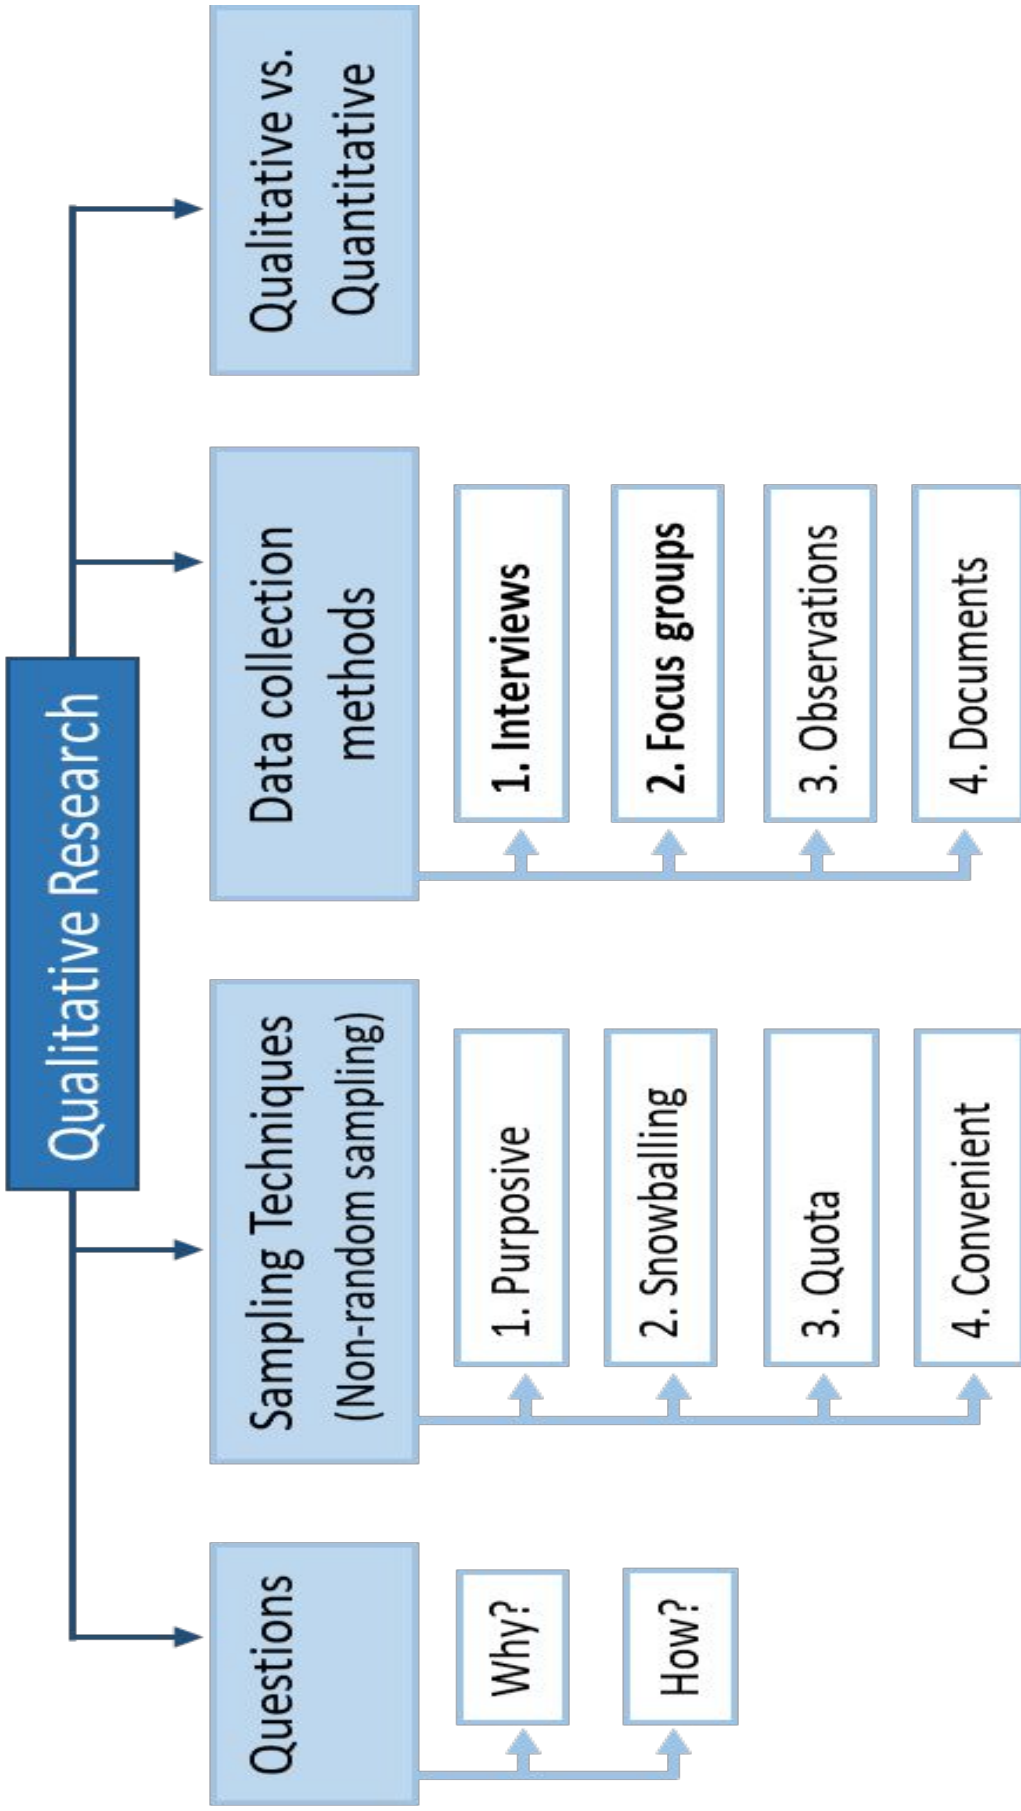 Qualitative Research
Questions
Why?
How?
Sampling Techniques
(Non-random sampling)
1. Purposive
2. Snowballing
3. Quota
4. Convenient
Data collection
methods
1. Interviews
2. Focus groups
3. Observations
4. Documents
Qualitative vs.
Quantitative